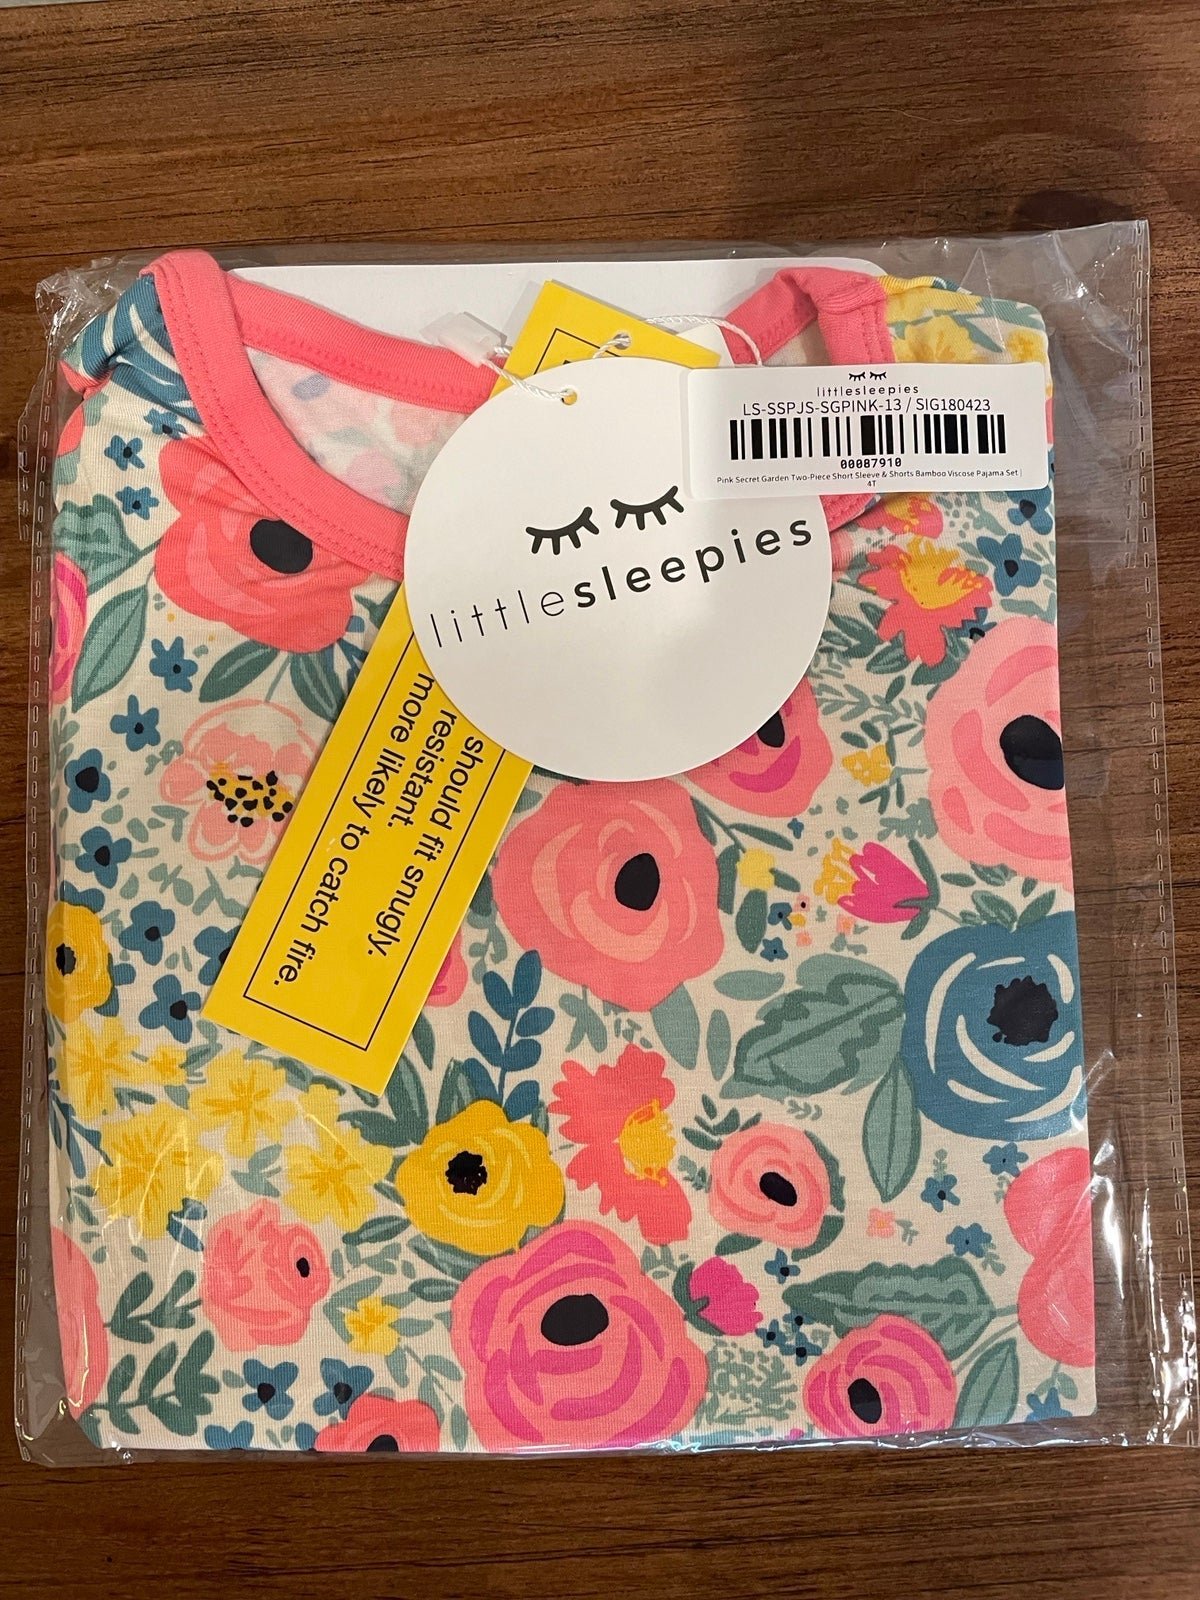 littlesleepies
LS-SSPJS-SGPINK-13 / SIG180423
00087910
Pink Secret Garden Two-Piece Short Sleeve & Shorts Bamboo Viscose Pajama Set |
4T
littlesleepies
should fit snugly.
resistant.
more likely to catch fire.